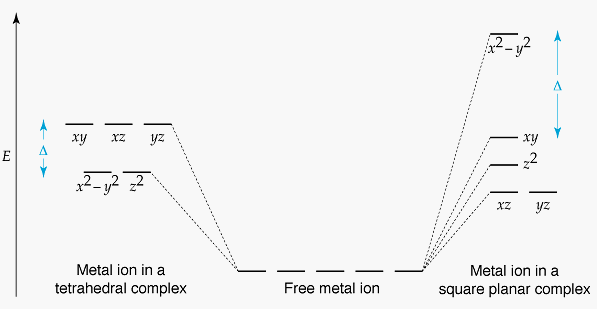 x² – y²
Δ
xy xz yz
xy
E
Δ
z²
x² – y² z²
xz yz
Metal ion in a
tetrahedral complex
Free metal ion
Metal ion in a
square planar complex